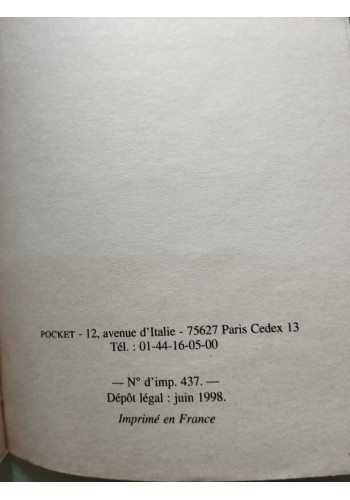 POCKET - 12, avenue d'Italie - 75627 Paris Cedex 13
Tél. : 01-44-16-05-00
— N° d'imp. 437. —
Dépôt légal : juin 1998.
Imprimé en France